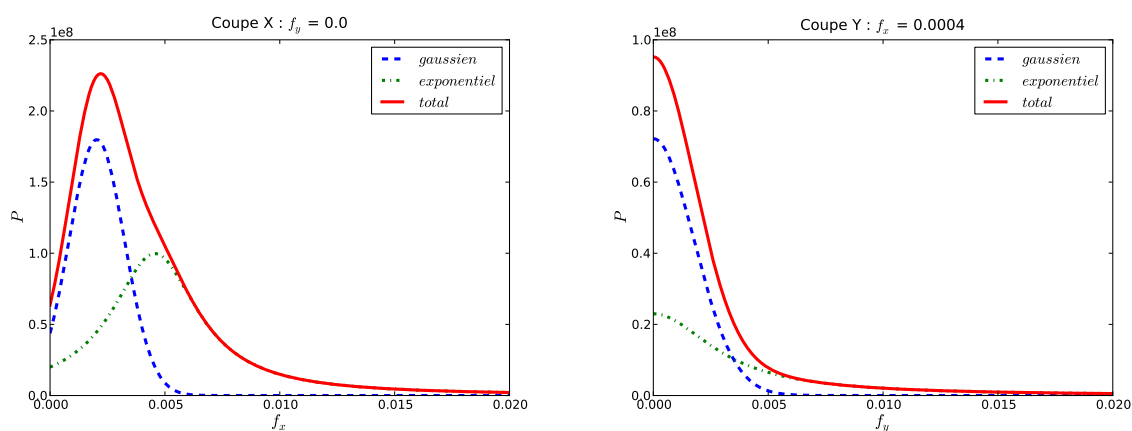 Coupe X : f_y = 0.0
1e8
2.5
2.0
1.5
1.0
0.5
0.0
P
gaussien
exponentiel
total
0.000 0.005 0.010 0.015 0.020
f_x
Coupe Y : f_x = 0.0004
1e8
1.0
0.8
0.6
0.4
0.2
0.0
P
gaussien
exponentiel
total
0.000 0.005 0.010 0.015 0.020
f_y